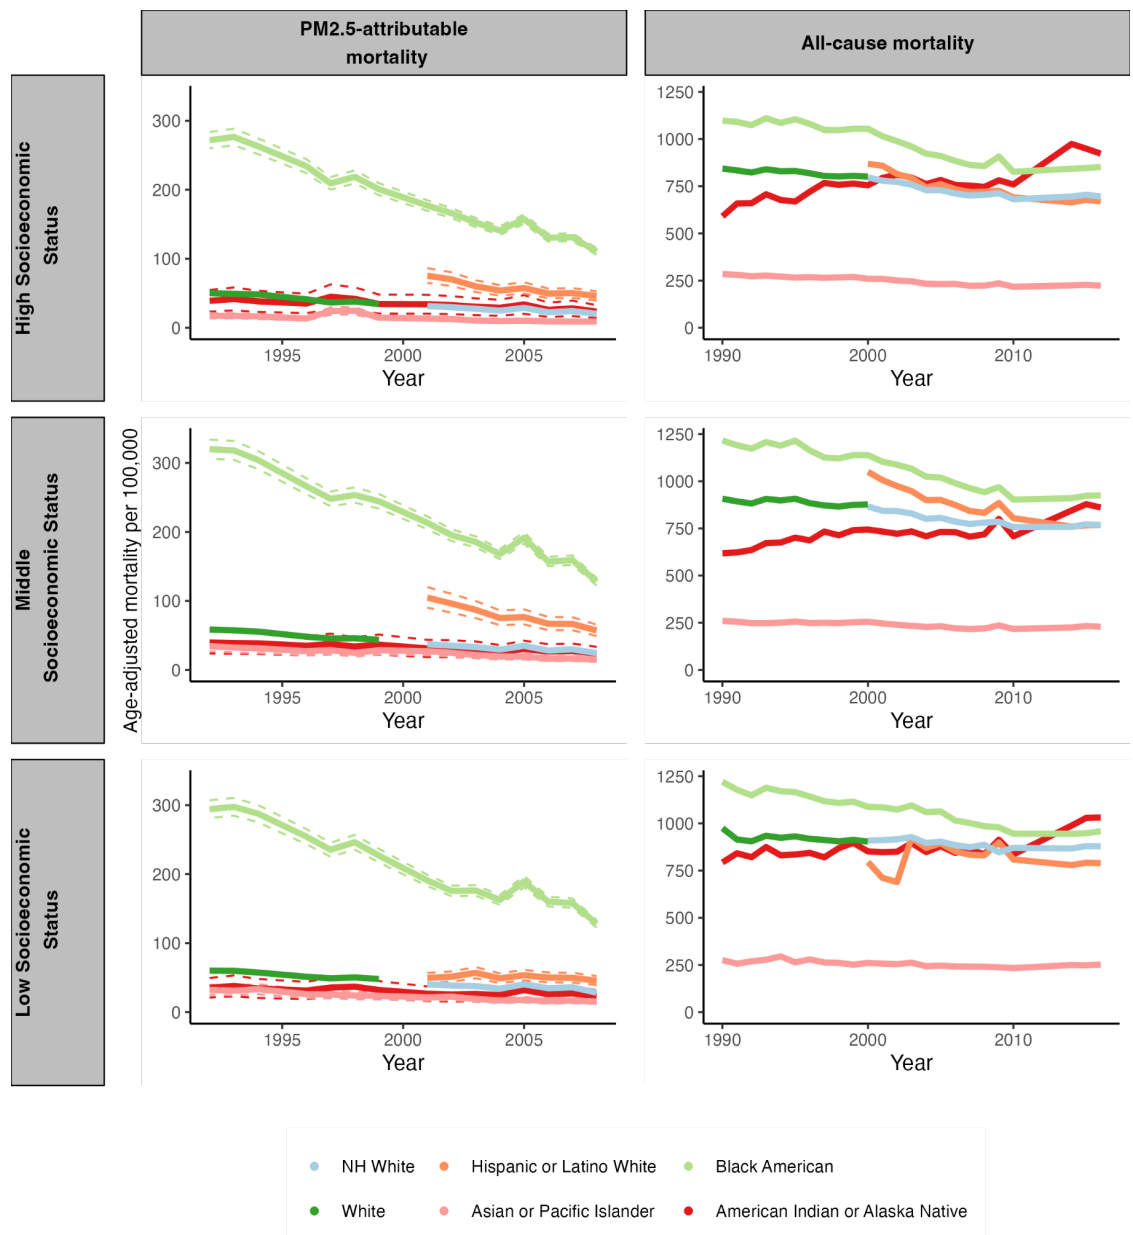 PM2.5-attributable
mortality
All-cause mortality
High Socioeconomic
Status
300
200
100
0
1995 2000 2005
Year
1250
1000
750
500
250
0
1990 2000 2010
Year
Middle
Socioeconomic Status
Age-adjusted mortality per 100,000
300
200
100
0
1995 2000 2005
Year
1250
1000
750
500
250
0
1990 2000 2010
Year
Low Socioeconomic
Status
300
200
100
0
1995 2000 2005
Year
1250
1000
750
500
250
0
1990 2000 2010
Year
NH White Hispanic or Latino White Black American
White Asian or Pacific Islander American Indian or Alaska Native